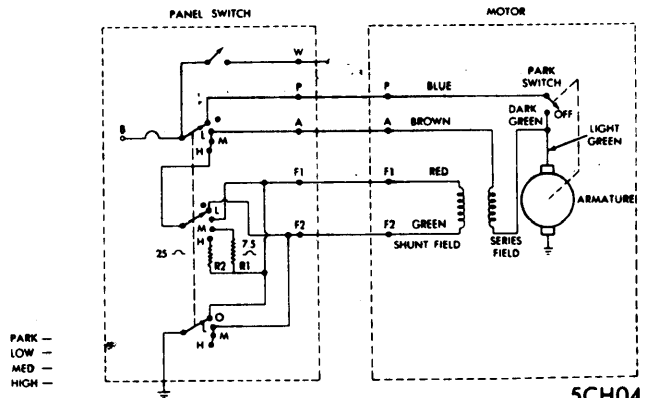 PANEL SWITCH
MOTOR
W
P
P
BLUE
PARK SWITCH
B
L
M
H
A
A
BROWN
DARK GREEN
OFF
LIGHT GREEN
F1
F1
RED
ARMATURE
L
M
H
F2
F2
GREEN
SHUNT FIELD
SERIES FIELD
25
7.5
R2
R1
O
L
M
H
PARK —
LOW —
MED —
HIGH —
5CH04